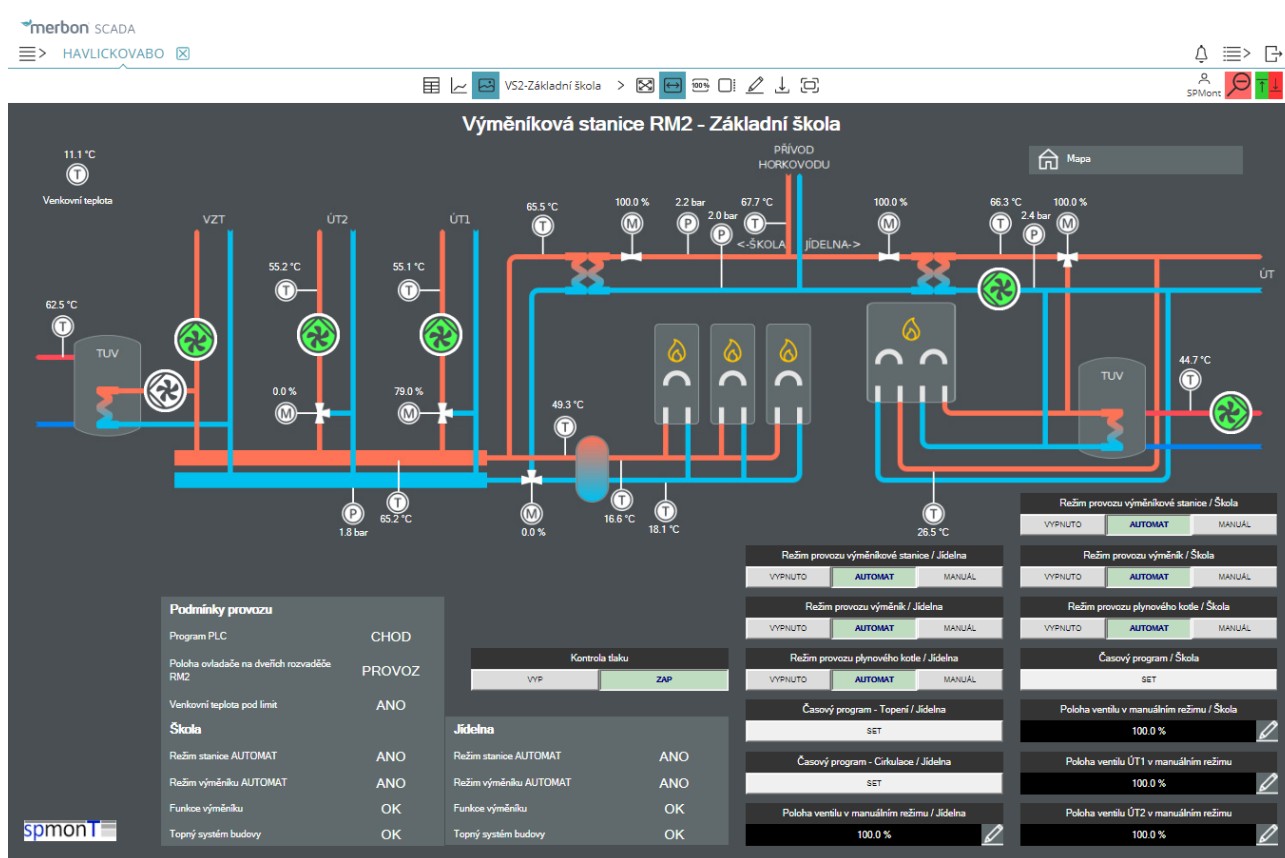 merbon SCADA
HAVLICKOVABO
VS2-Základní škola
100%
SPMont
Výměníková stanice RM2 - Základní škola
PŘÍVOD
HORKOVODU
Mapa
11.1 °C
T
Venkovní teplota
VZT
ÚT2
ÚT1
65.5 °C
T
100.0 %
M
2.2 bar
P
2.0 bar
P
67.7 °C
T
<-ŠKOLA
JÍDELNA->
100.0 %
M
66.3 °C
T
2.4 bar
P
100.0 %
M
ÚT
62.5 °C
T
TUV
55.2 °C
T
55.1 °C
T
0.0 %
M
79.0 %
M
49.3 °C
T
TUV
44.7 °C
T
P
1.8 bar
T
65.2 °C
M
0.0 %
T
16.6 °C
T
18.1 °C
T
26.5 °C
Režim provozu výměníkové stanice / Škola
VYPNUTO AUTOMAT MANUÁL
Režim provozu výměníkové stanice / Jídelna
VYPNUTO AUTOMAT MANUÁL
Režim provozu výměník / Škola
VYPNUTO AUTOMAT MANUÁL
Režim provozu výměník / Jídelna
VYPNUTO AUTOMAT MANUÁL
Režim provozu plynového kotle / Škola
VYPNUTO AUTOMAT MANUÁL
Režim provozu plynového kotle / Jídelna
VYPNUTO AUTOMAT MANUÁL
Časový program / Škola
SET
Časový program - Topení / Jídelna
SET
Poloha ventilu v manuálním režimu / Škola
100.0 %
Časový program - Cirkulace / Jídelna
SET
Poloha ventilu ÚT1 v manuálním režimu
100.0 %
Poloha ventilu v manuálním režimu / Jídelna
100.0 %
Poloha ventilu ÚT2 v manuálním režimu
100.0 %
Kontrola tlaku
VYP ZAP
Podmínky provozu
Program PLC CHOD
Poloha ovladače na dveřích rozvaděče
RM2 PROVOZ
Venkovní teplota pod limit ANO
Škola
Režim stanice AUTOMAT ANO
Režim výměníku AUTOMAT ANO
Funkce výměníku OK
Topný systém budovy OK
Jídelna
Režim stanice AUTOMAT ANO
Režim výměníku AUTOMAT ANO
Funkce výměníku OK
Topný systém budovy OK
spmonT